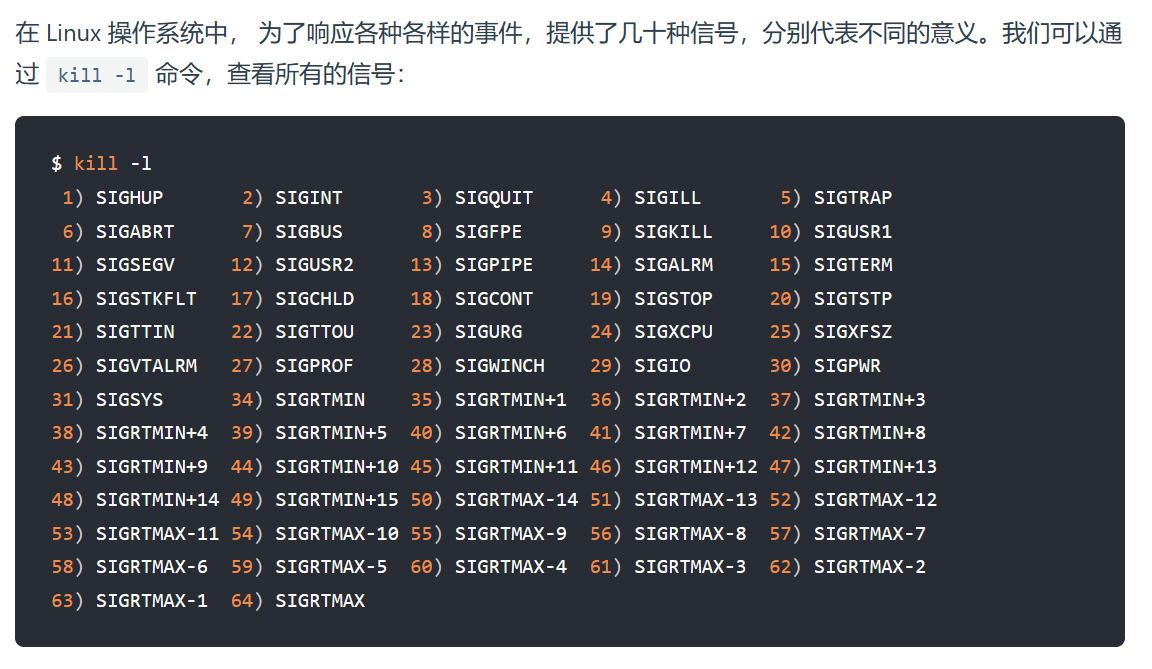 在 Linux 操作系统中， 为了响应各种各样的事件，提供了几十种信号，分别代表不同的意义。我们可以通
过 kill -l 命令，查看所有的信号：
$ kill -l
1) SIGHUP 2) SIGINT 3) SIGQUIT 4) SIGILL 5) SIGTRAP
6) SIGABRT 7) SIGBUS 8) SIGFPE 9) SIGKILL 10) SIGUSR1
11) SIGSEGV 12) SIGUSR2 13) SIGPIPE 14) SIGALRM 15) SIGTERM
16) SIGSTKFLT 17) SIGCHLD 18) SIGCONT 19) SIGSTOP 20) SIGTSTP
21) SIGTTIN 22) SIGTTOU 23) SIGURG 24) SIGXCPU 25) SIGXFSZ
26) SIGVTALRM 27) SIGPROF 28) SIGWINCH 29) SIGIO 30) SIGPWR
31) SIGSYS 34) SIGRTMIN 35) SIGRTMIN+1 36) SIGRTMIN+2 37) SIGRTMIN+3
38) SIGRTMIN+4 39) SIGRTMIN+5 40) SIGRTMIN+6 41) SIGRTMIN+7 42) SIGRTMIN+8
43) SIGRTMIN+9 44) SIGRTMIN+10 45) SIGRTMIN+11 46) SIGRTMIN+12 47) SIGRTMIN+13
48) SIGRTMIN+14 49) SIGRTMIN+15 50) SIGRTMAX-14 51) SIGRTMAX-13 52) SIGRTMAX-12
53) SIGRTMAX-11 54) SIGRTMAX-10 55) SIGRTMAX-9 56) SIGRTMAX-8 57) SIGRTMAX-7
58) SIGRTMAX-6 59) SIGRTMAX-5 60) SIGRTMAX-4 61) SIGRTMAX-3 62) SIGRTMAX-2
63) SIGRTMAX-1 64) SIGRTMAX